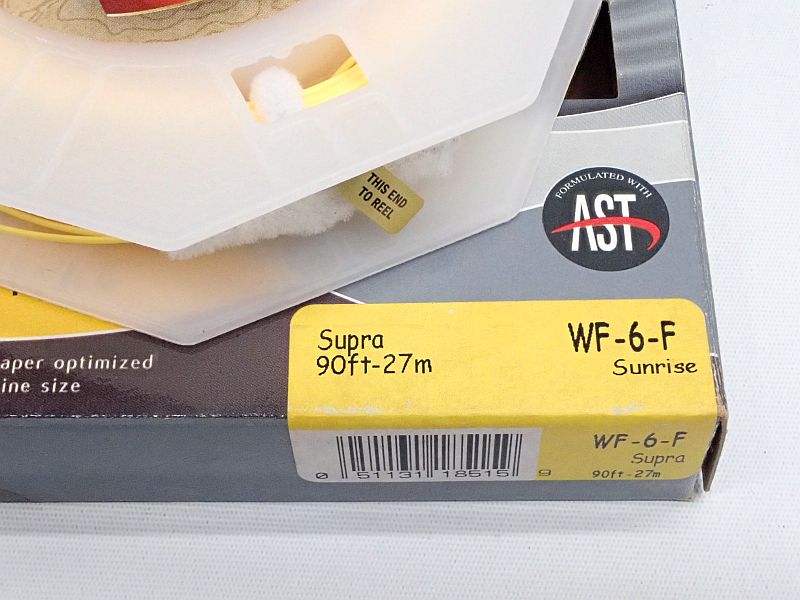 THIS END
TO REEL
FORMULATED WITH
AST
Supra
90ft-27m
WF-6-F
Sunrise
aper optimized
ine size
WF-6-F
Supra
90ft-27m
0 51131 18515 9